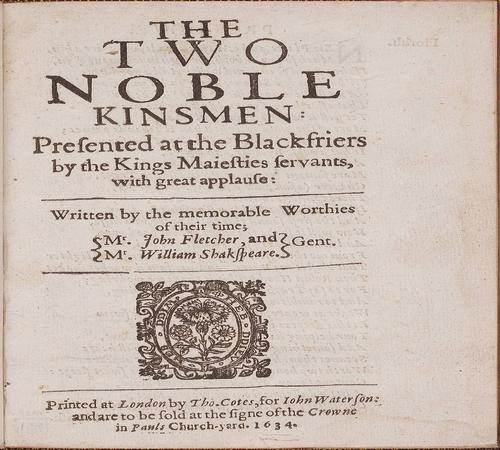 THE
TWO
NOBLE
KINSMEN:
Presented at the Blackfriers
by the Kings Maiesties servants,
with great applause:
Written by the memorable Worthies
of their time;
Mr. John Fletcher, and
Mr. William Shakspeare.
Gent.
Printed at London by Tho. Cotes, for Iohn Waterson:
and are to be sold at the signe of the Crowne
in Pauls Church-yard. 1634.